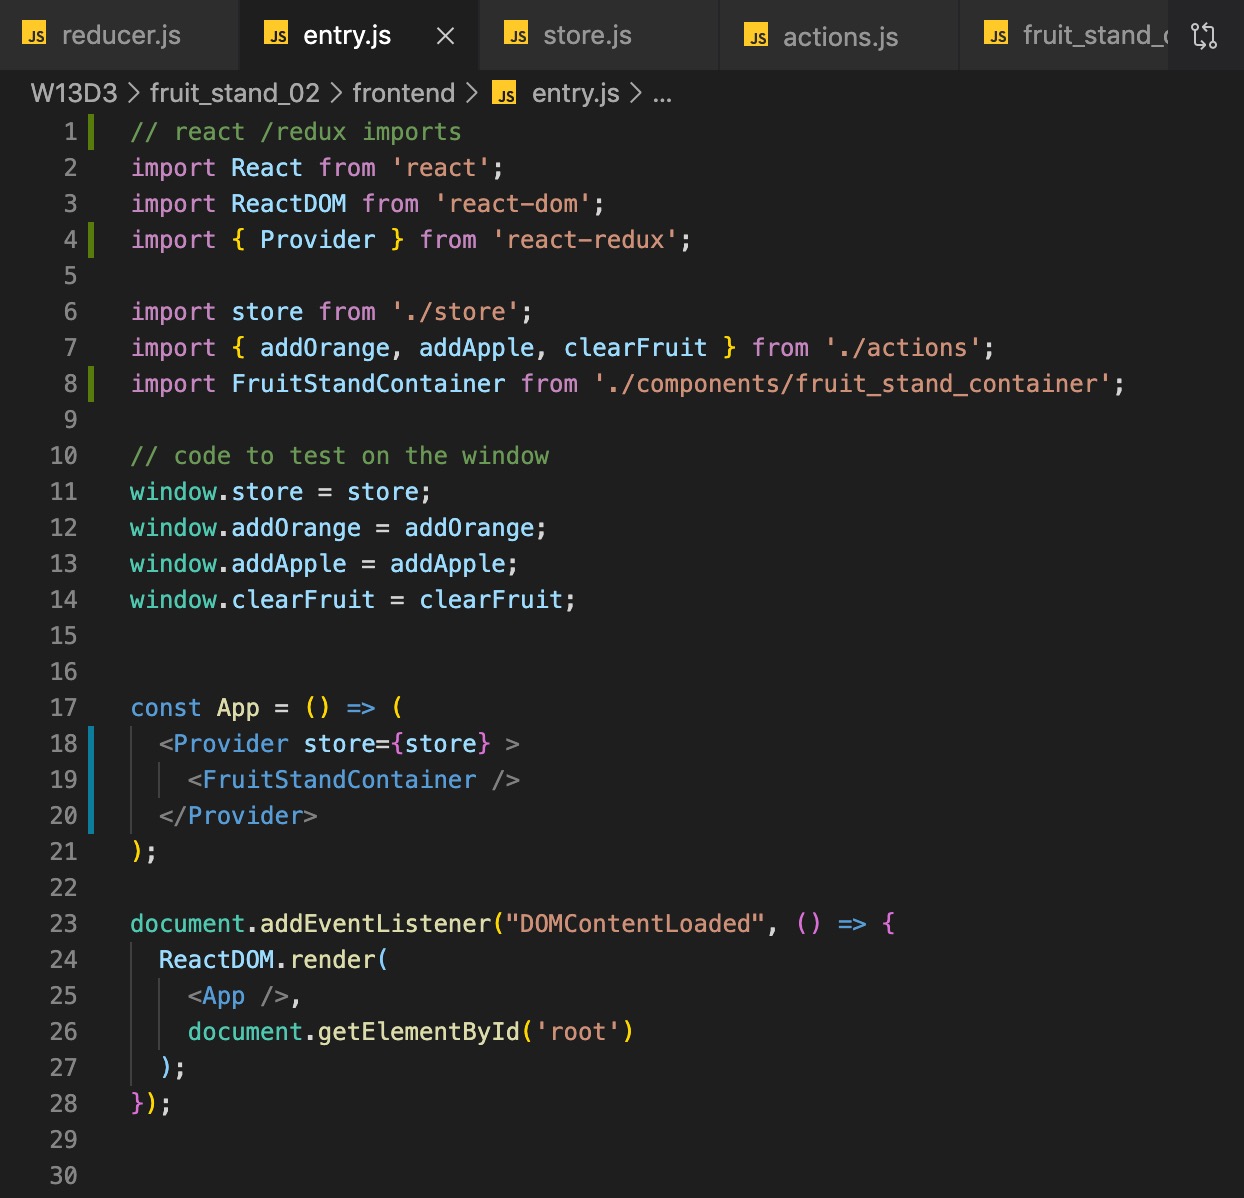 JS reducer.js JS entry.js × JS store.js JS actions.js JS fruit_stand_
W13D3 > fruit_stand_02 > frontend > JS entry.js > ...
1 // react /redux imports
2 import React from 'react';
3 import ReactDOM from 'react-dom';
4 import { Provider } from 'react-redux';
5
6 import store from './store';
7 import { addOrange, addApple, clearFruit } from './actions';
8 import FruitStandContainer from './components/fruit_stand_container';
9
10 // code to test on the window
11 window.store = store;
12 window.addOrange = addOrange;
13 window.addApple = addApple;
14 window.clearFruit = clearFruit;
15
16
17 const App = () => (
18   <Provider store={store} >
19     <FruitStandContainer />
20   </Provider>
21 );
22
23 document.addEventListener("DOMContentLoaded", () => {
24   ReactDOM.render(
25     <App />,
26     document.getElementById('root')
27   );
28 });
29
30